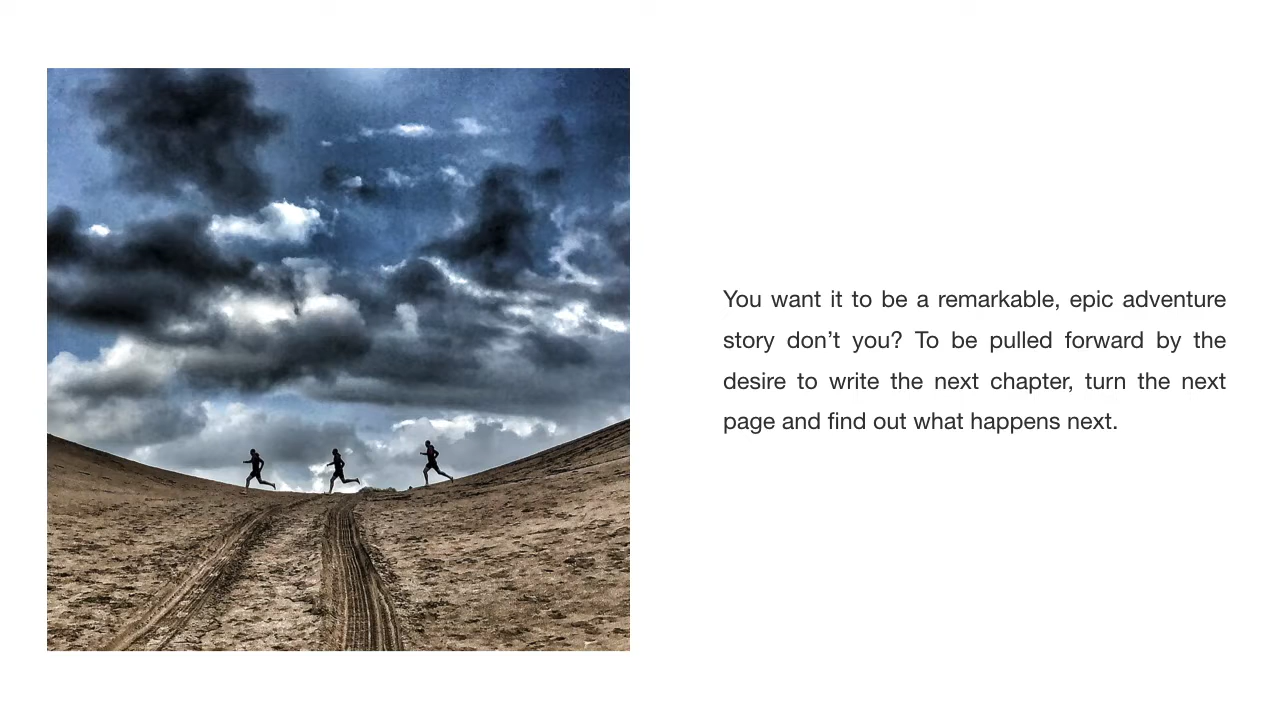 You want it to be a remarkable, epic adventure
story don’t you? To be pulled forward by the
desire to write the next chapter, turn the next
page and find out what happens next.